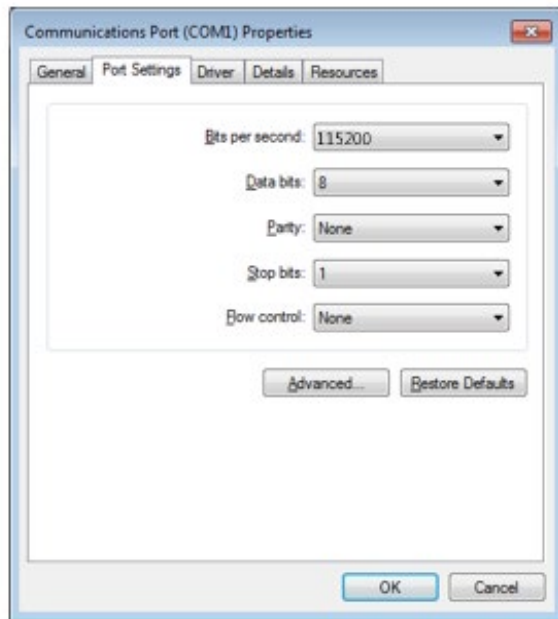 Communications Port (COM1) Properties
General Port Settings Driver Details Resources
Bits per second: 115200
Data bits: 8
Parity: None
Stop bits: 1
Flow control: None
Advanced... Restore Defaults
OK Cancel